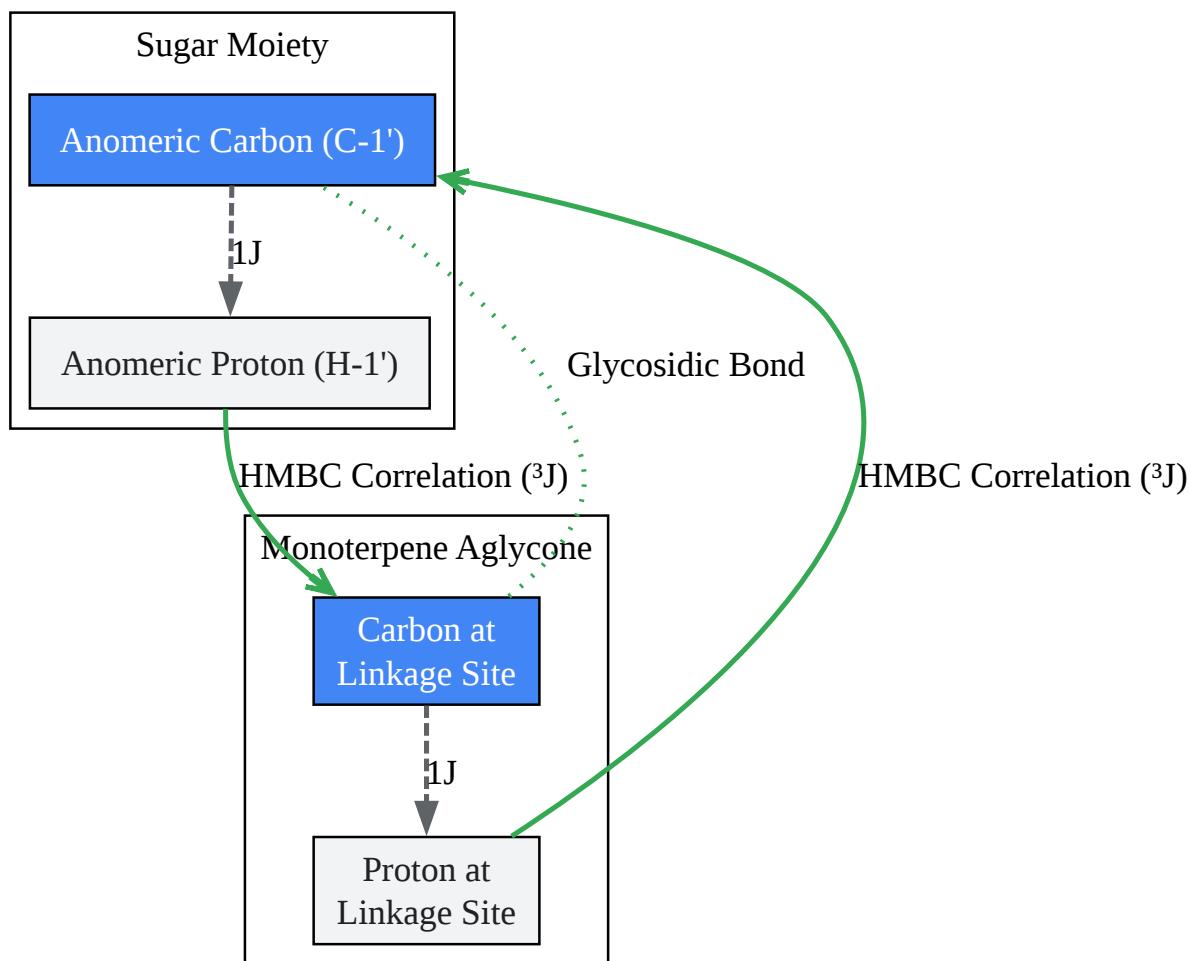 Sugar Moiety
Anomeric Carbon (C-1')
1J
Anomeric Proton (H-1')
Glycosidic Bond
HMBC Correlation (³J)
HMBC Correlation (³J)
Monoterpene Aglycone
Carbon at
Linkage Site
1J
Proton at
Linkage Site